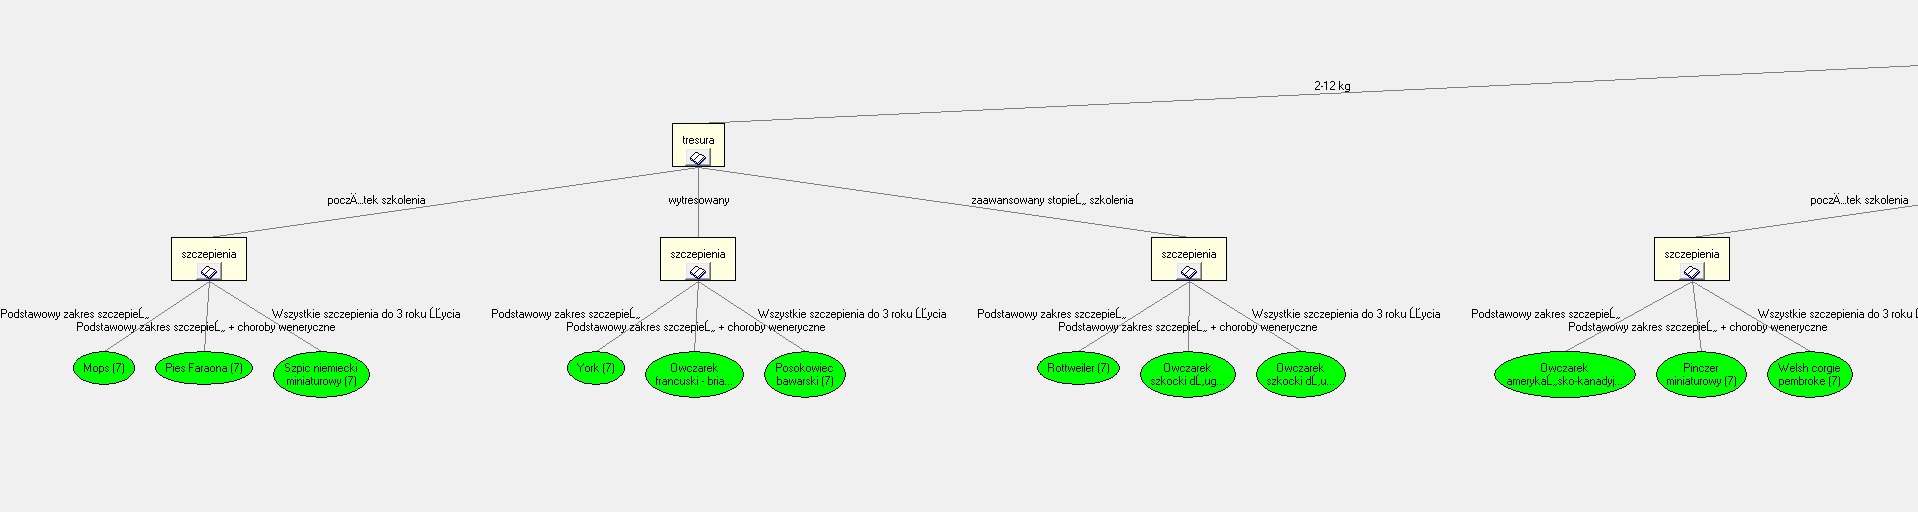 2-12 kg
tresura
poczÄ…tek szkolenia
wytresowany
zaawansowany stopieĹ„ szkolenia
poczÄ…tek szkolenia
szczepienia
szczepienia
szczepienia
szczepienia
Podstawowy zakres szczepieĹ„
Wszystkie szczepienia do 3 roku ĹĽycia
Podstawowy zakres szczepieĹ„ + choroby weneryczne
Podstawowy zakres szczepieĹ„
Wszystkie szczepienia do 3 roku ĹĽycia
Podstawowy zakres szczepieĹ„ + choroby weneryczne
Podstawowy zakres szczepieĹ„
Wszystkie szczepienia do 3 roku ĹĽycia
Podstawowy zakres szczepieĹ„ + choroby weneryczne
Podstawowy zakres szczepieĹ„
Wszystkie szczepienia do 3 roku
Podstawowy zakres szczepieĹ„ + choroby weneryczne
Mops (7)
Pies Faraona (7)
Szpic niemiecki
miniaturowy (7)
York (7)
Owczarek
francuski - bria...
Posokowiec
bawarski (7)
Rottweiler (7)
Owczarek
szkocki dĹ‚ug...
Owczarek
szkocki dĹ‚u...
Owczarek
amerykaĹ„sko-kanadyj...
Pinczer
miniaturowy (7)
Welsh corgie
pembroke (7)